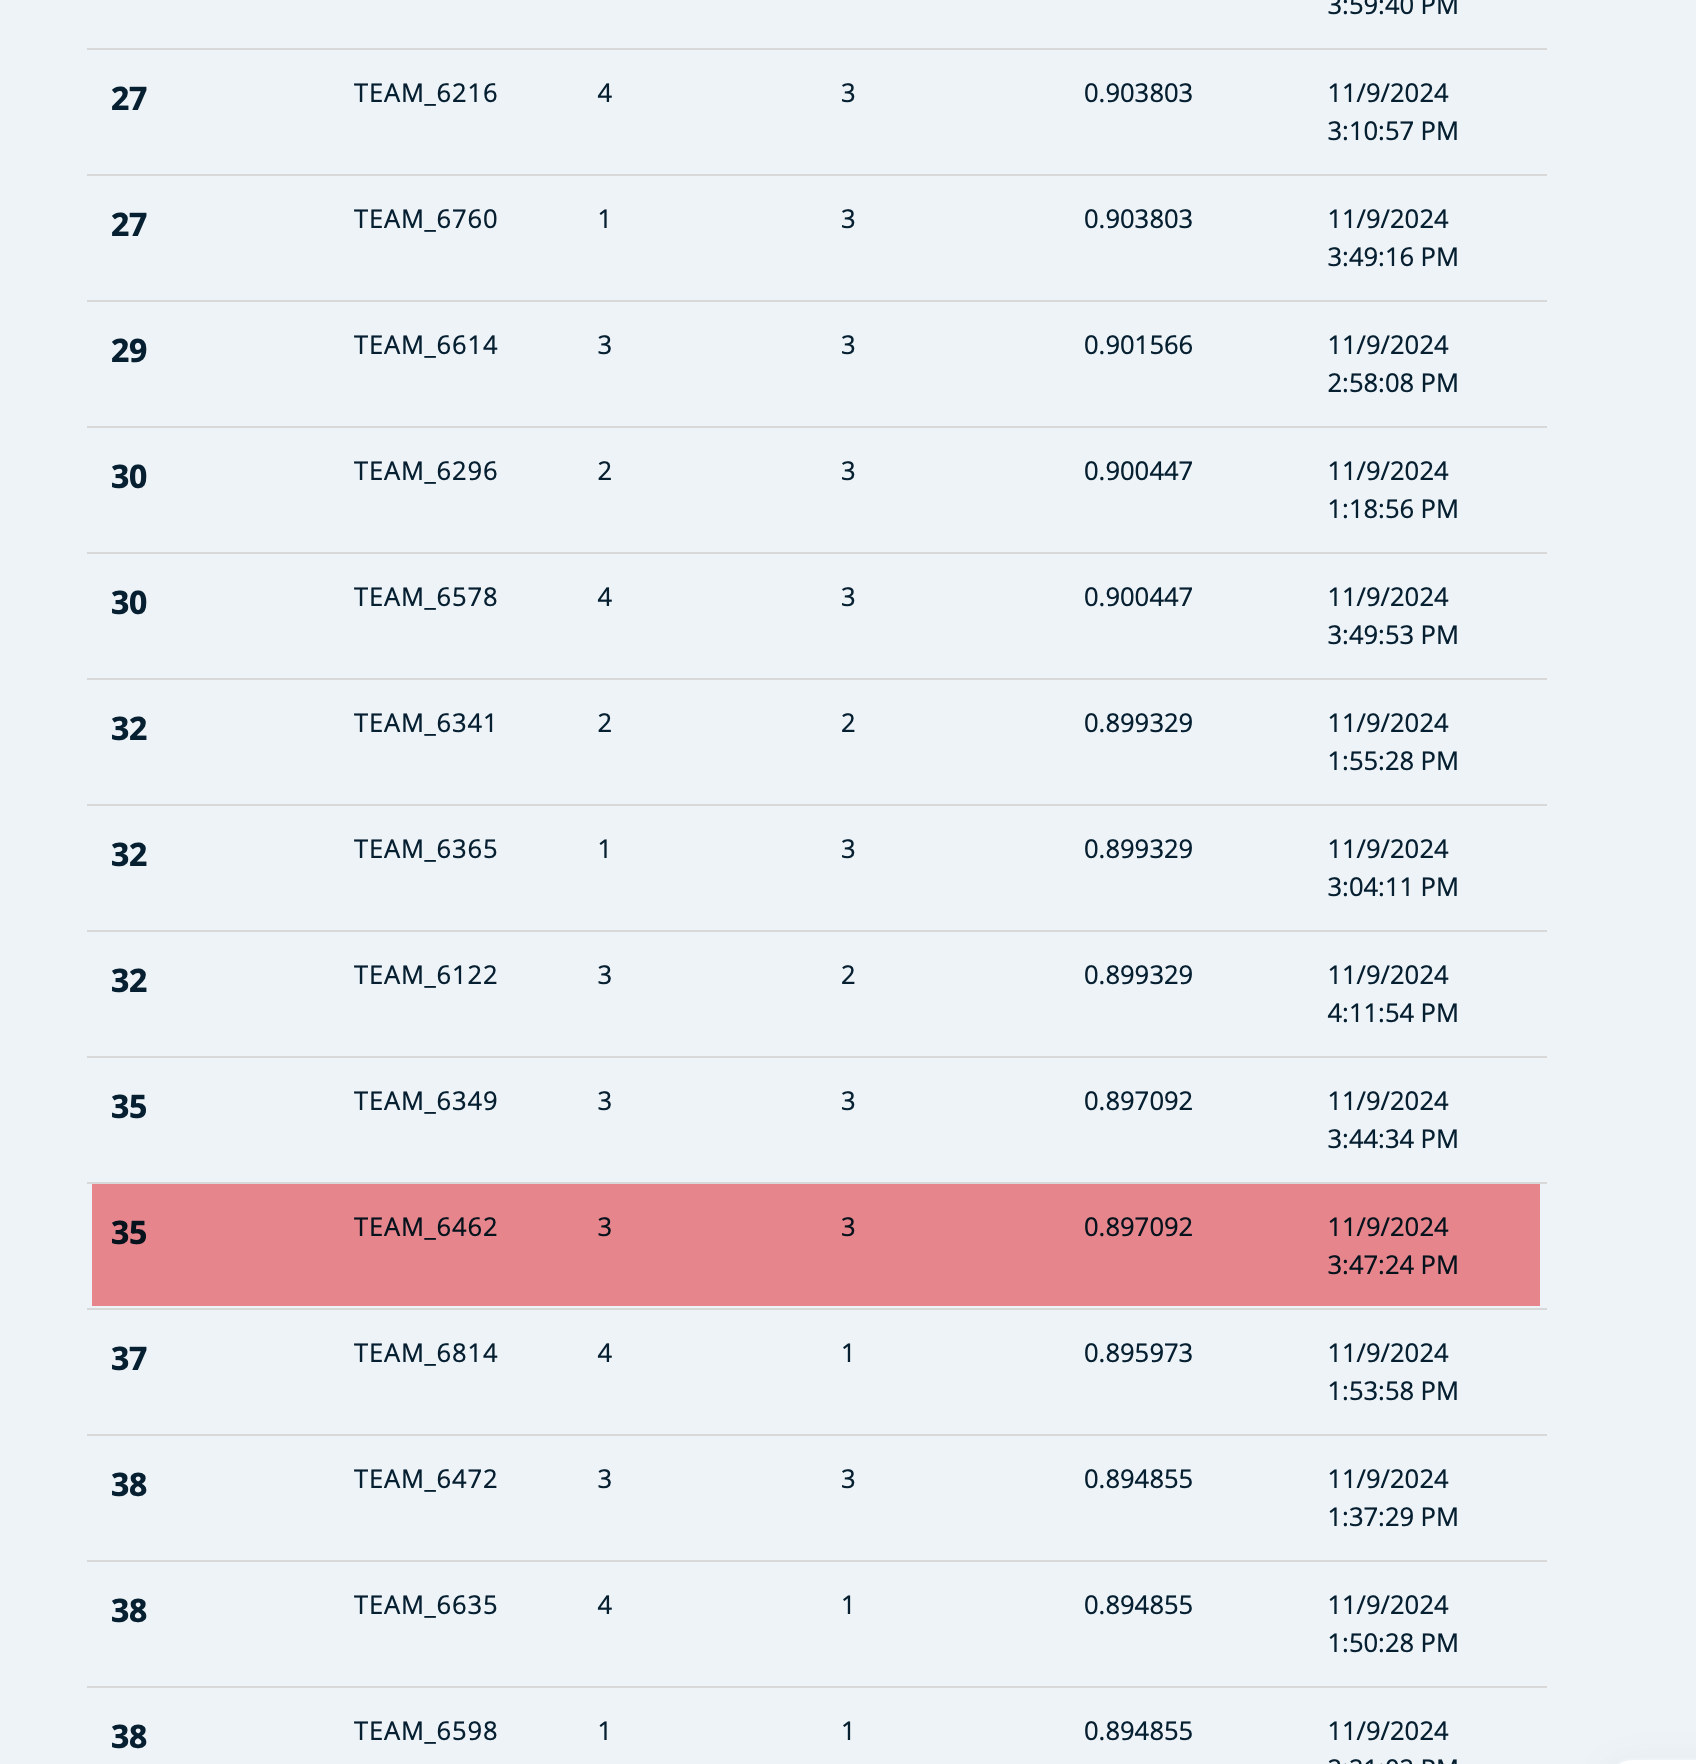 3:59:40 PM
27 TEAM_6216 4 3 0.903803 11/9/2024
3:10:57 PM
27 TEAM_6760 1 3 0.903803 11/9/2024
3:49:16 PM
29 TEAM_6614 3 3 0.901566 11/9/2024
2:58:08 PM
30 TEAM_6296 2 3 0.900447 11/9/2024
1:18:56 PM
30 TEAM_6578 4 3 0.900447 11/9/2024
3:49:53 PM
32 TEAM_6341 2 2 0.899329 11/9/2024
1:55:28 PM
32 TEAM_6365 1 3 0.899329 11/9/2024
3:04:11 PM
32 TEAM_6122 3 2 0.899329 11/9/2024
4:11:54 PM
35 TEAM_6349 3 3 0.897092 11/9/2024
3:44:34 PM
35 TEAM_6462 3 3 0.897092 11/9/2024
3:47:24 PM
37 TEAM_6814 4 1 0.895973 11/9/2024
1:53:58 PM
38 TEAM_6472 3 3 0.894855 11/9/2024
1:37:29 PM
38 TEAM_6635 4 1 0.894855 11/9/2024
1:50:28 PM
38 TEAM_6598 1 1 0.894855 11/9/2024